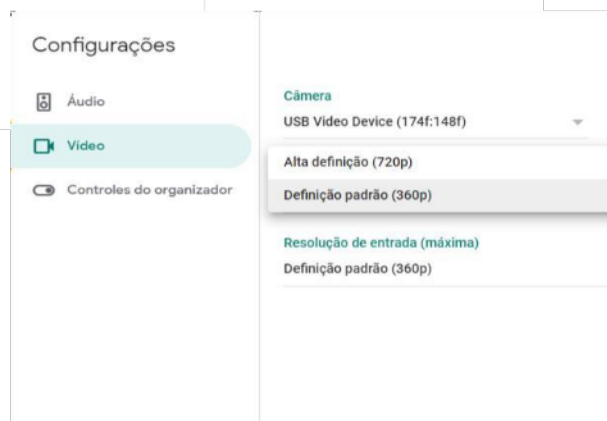 Configurações
Áudio
Vídeo
Controles do organizador
Câmera
USB Video Device (174f:148f)
Alta definição (720p)
Definição padrão (360p)
Resolução de entrada (máxima)
Definição padrão (360p)